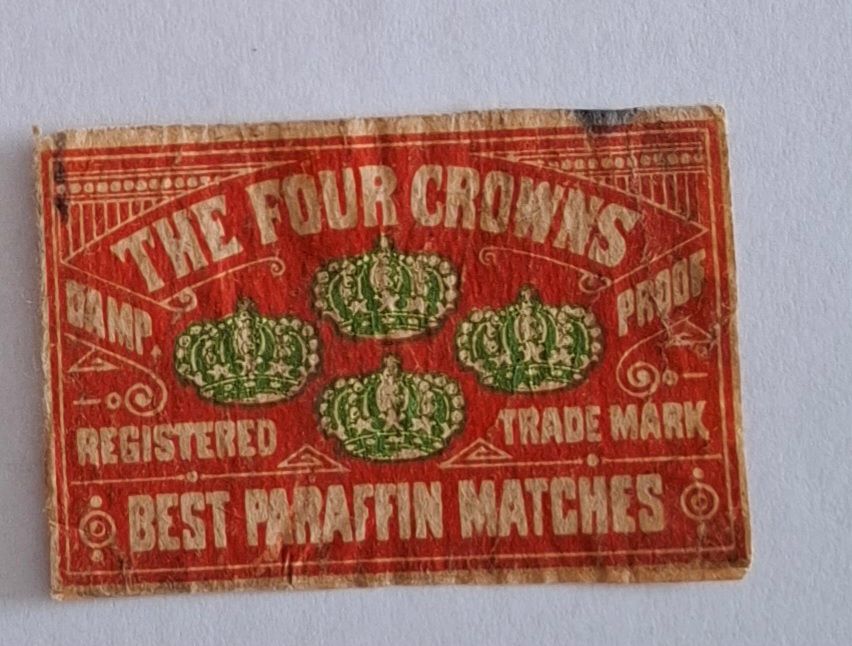 THE FOUR CROWNS
DAMP. PROOF
REGISTERED TRADE MARK
BEST PARAFFIN MATCHES